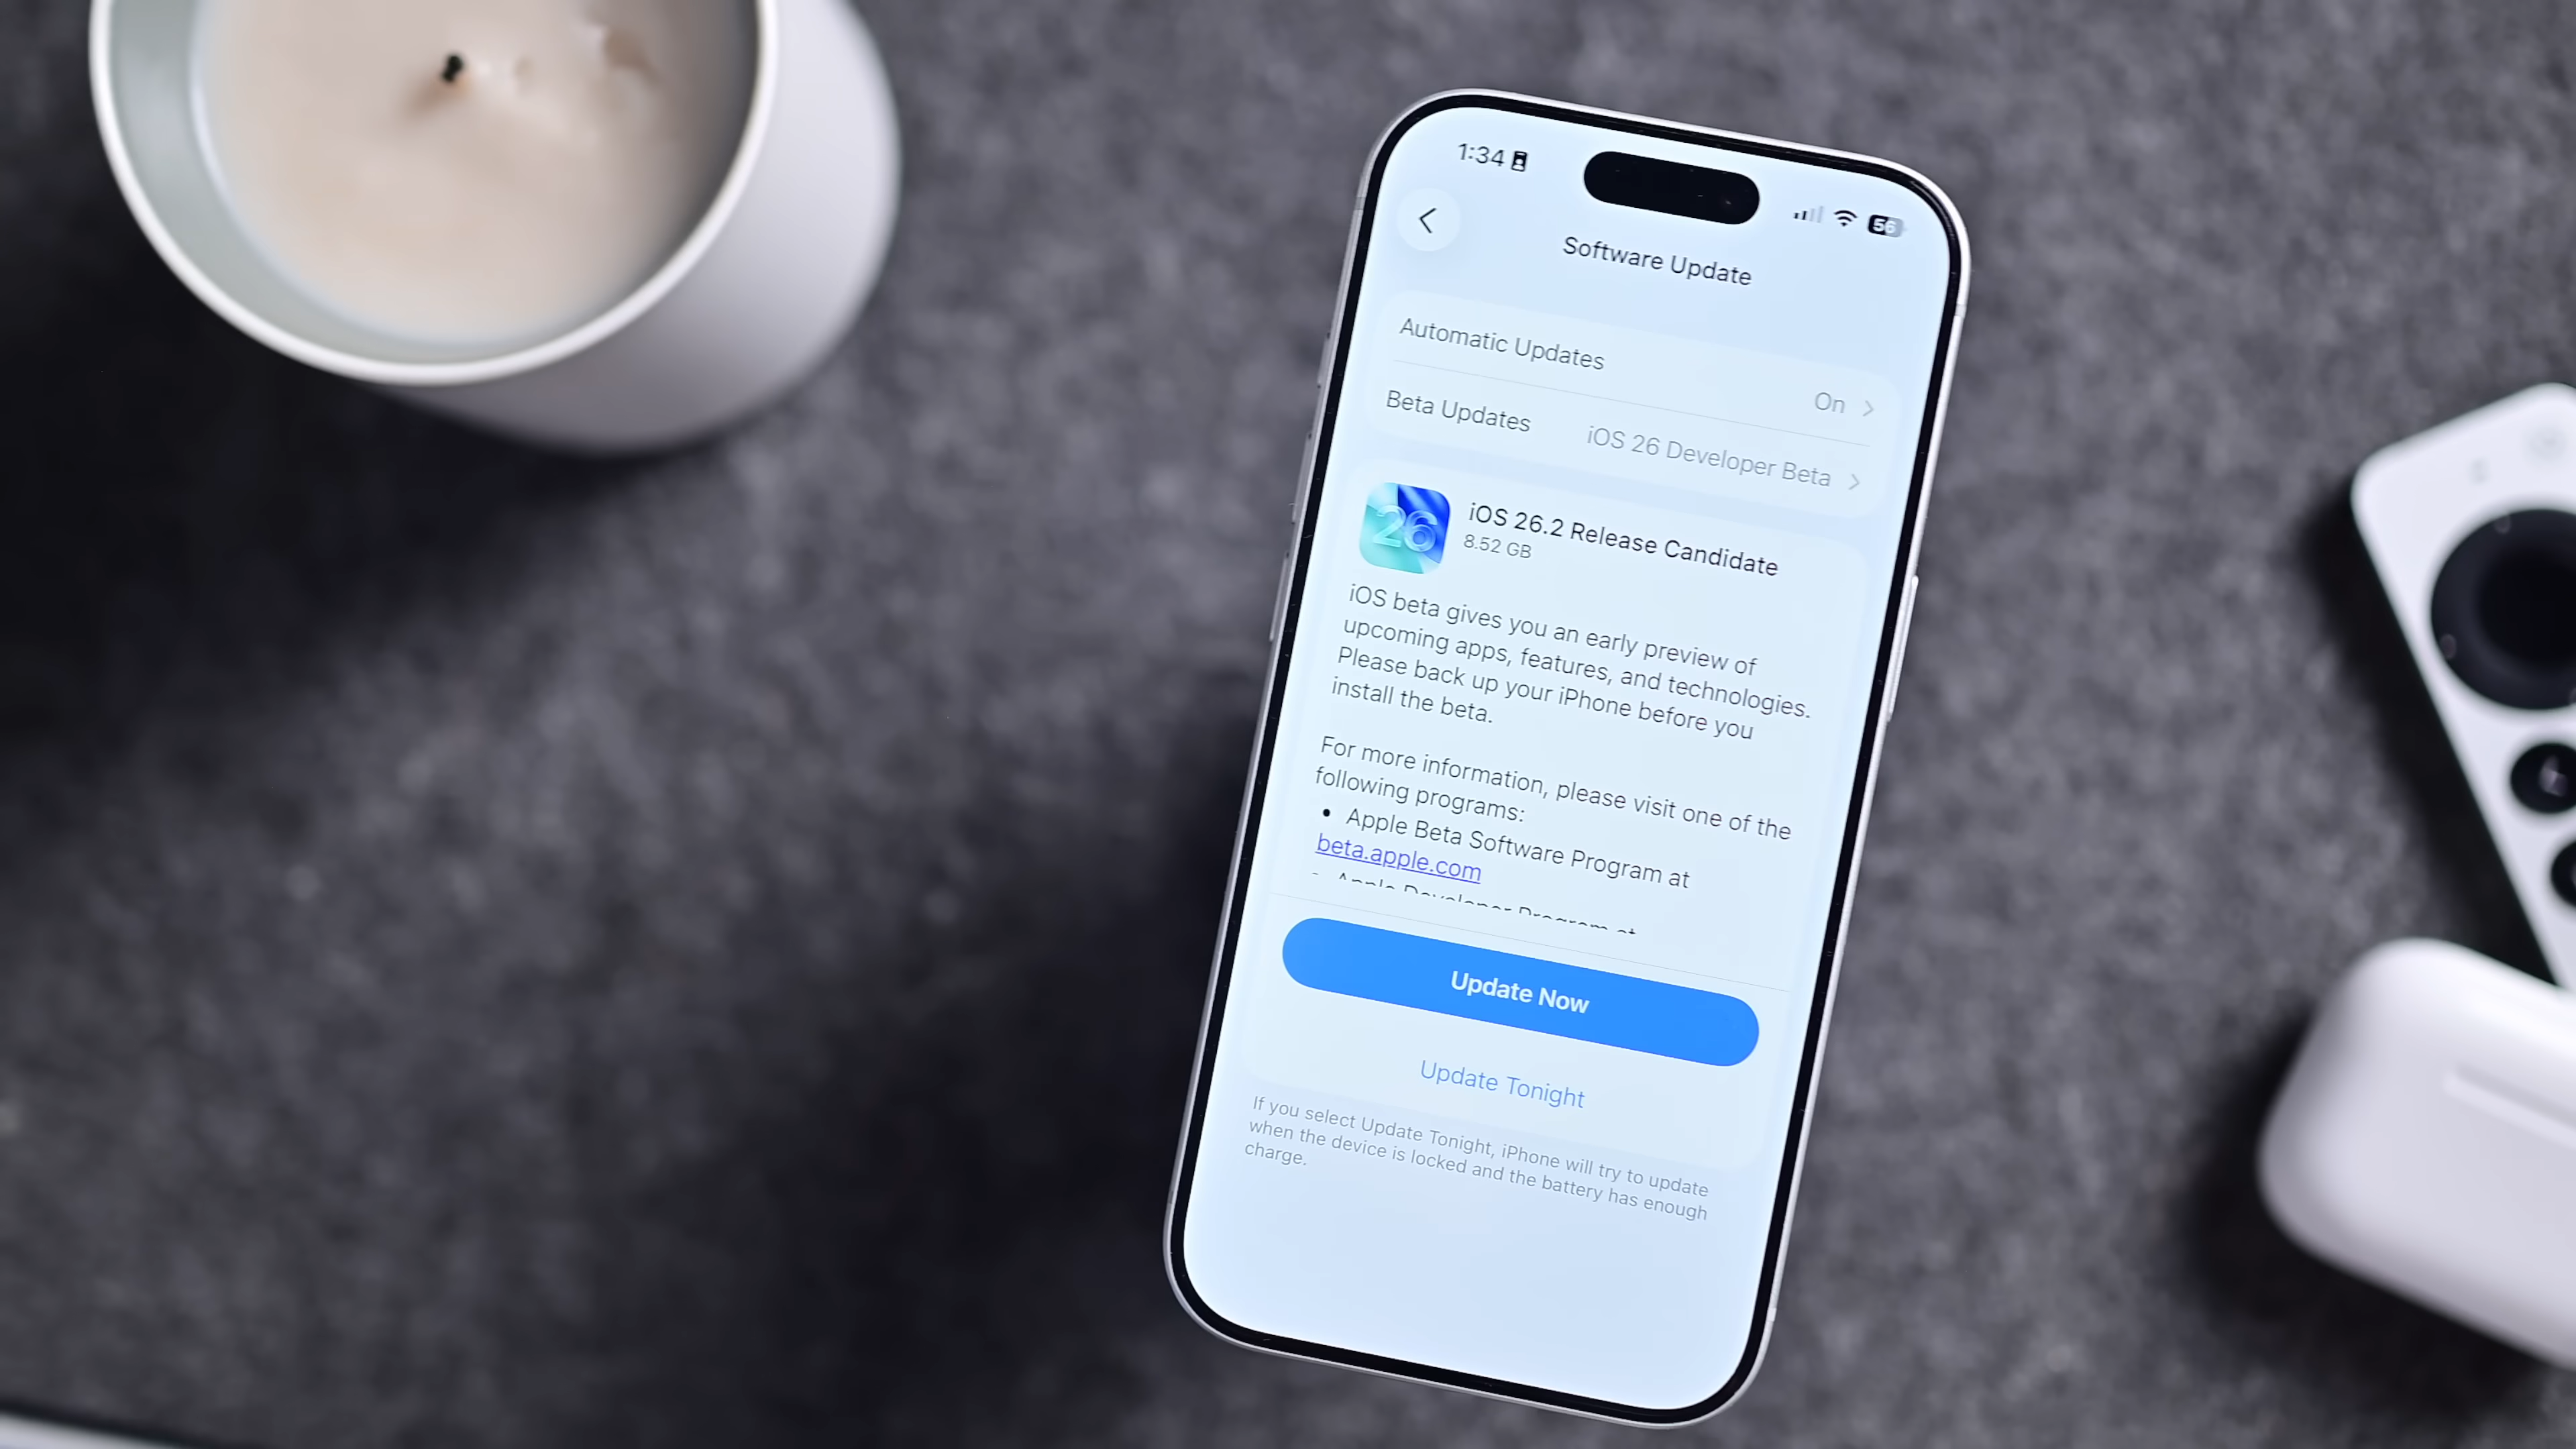 1:34
56
Software Update
Automatic Updates
On
Beta Updates
iOS 26 Developer Beta
26
iOS 26.2 Release Candidate
8.52 GB
iOS beta gives you an early preview of
upcoming apps, features, and technologies.
Please back up your iPhone before you
install the beta.
For more information, please visit one of the
following programs:
• Apple Beta Software Program at
beta.apple.com
• Apple Developer Program at
Update Now
Update Tonight
If you select Update Tonight, iPhone will try to update
when the device is locked and the battery has enough
charge.